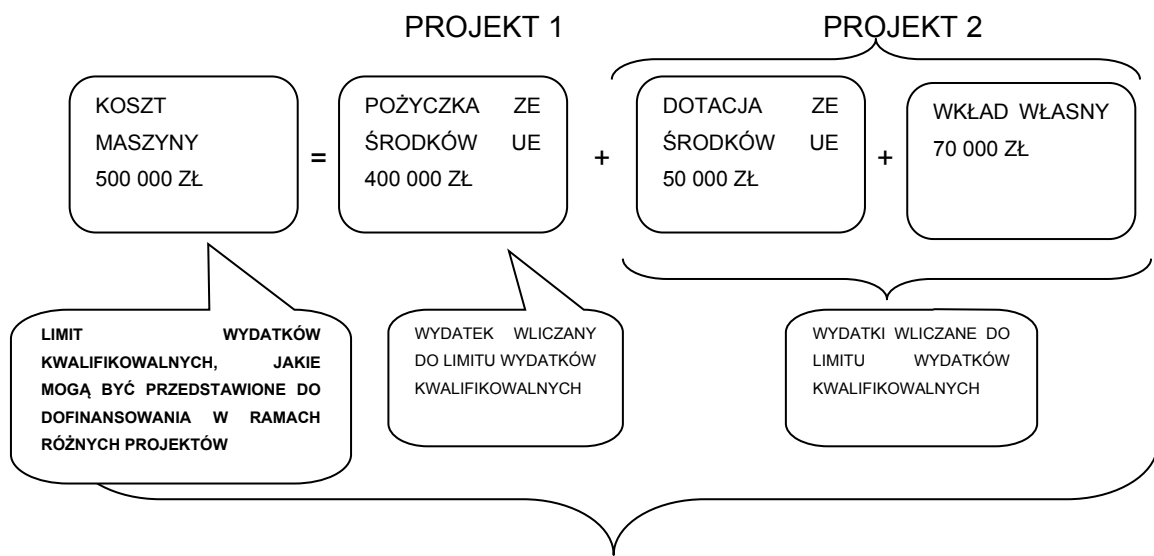 PROJEKT 1
PROJEKT 2
KOSZT
MASZYNY
500 000 ZŁ
=
POŻYCZKA ZE
ŚRODKÓW UE
400 000 ZŁ
+
DOTACJA ZE
ŚRODKÓW UE
50 000 ZŁ
+
WKŁAD WŁASNY
70 000 ZŁ
LIMIT WYDATKÓW
KWALIFIKOWALNYCH, JAKIE
MOGĄ BYĆ PRZEDSTAWIONE DO
DOFINANSOWANIA W RAMACH
RÓŻNYCH PROJEKTÓW
WYDATEK WLICZANY
DO LIMITU WYDATKÓW
KWALIFIKOWALNYCH
WYDATKI WLICZANE DO
LIMITU WYDATKÓW
KWALIFIKOWALNYCH